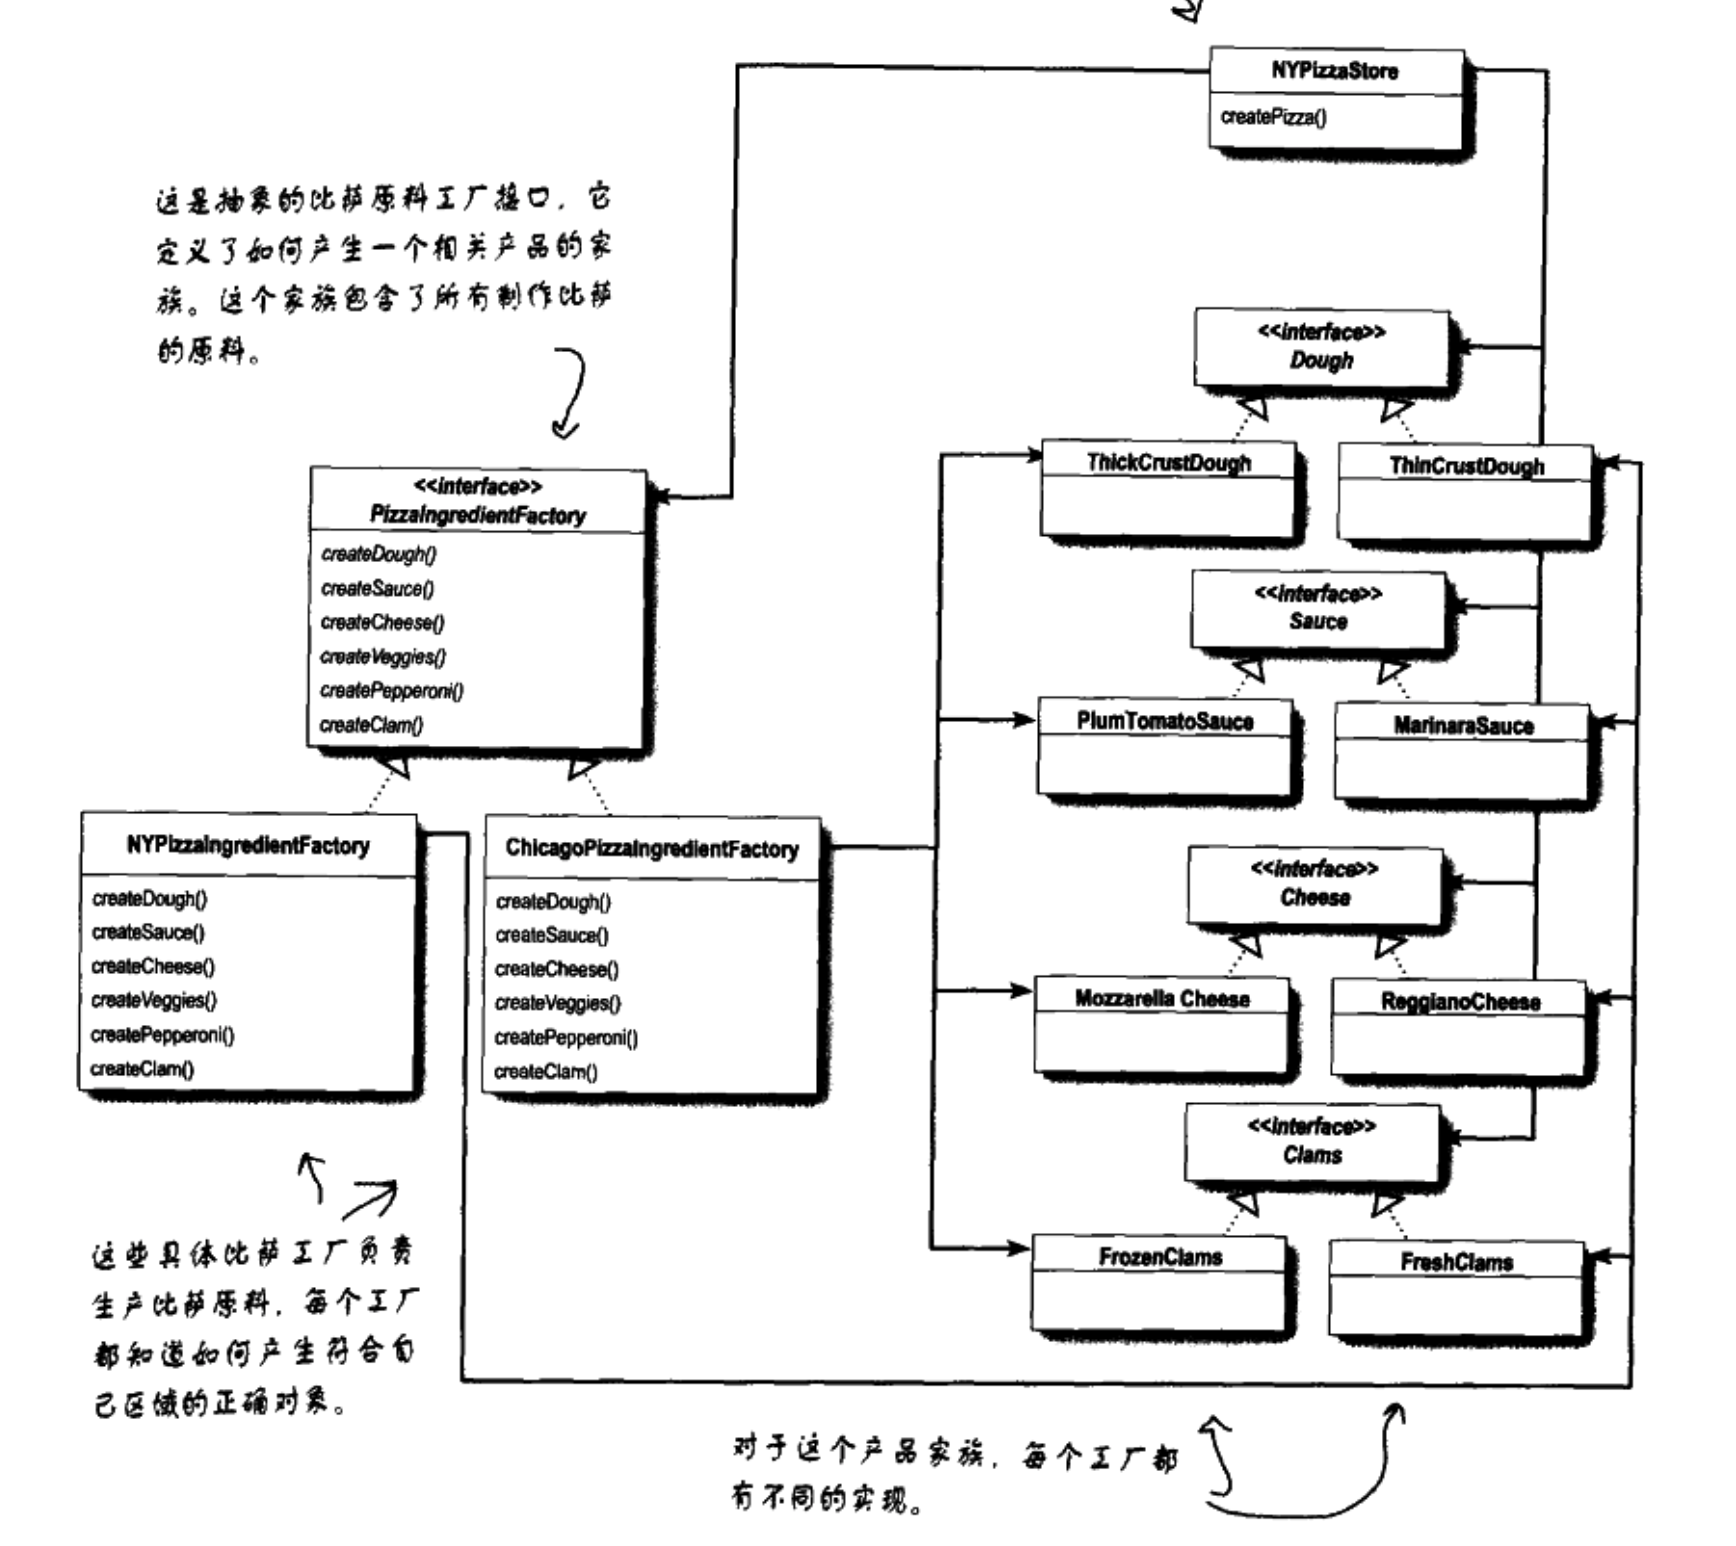 NYPizzaStore
createPizza()
这是抽象的比萨原料工厂接口，它
定义了如何产生一个相关产品的家
族。这个家族包含了所有制作比萨
的原料。
<<interface>>
Dough
ThickCrustDough
ThinCrustDough
<<interface>>
PizzaIngredientFactory
createDough()
createSauce()
createCheese()
createVeggies()
createPepperoni()
createClam()
<<interface>>
Sauce
PlumTomatoSauce
MarinaraSauce
NYPizzaIngredientFactory
createDough()
createSauce()
createCheese()
createVeggies()
createPepperoni()
createClam()
ChicagoPizzaIngredientFactory
createDough()
createSauce()
createCheese()
createVeggies()
createPepperoni()
createClam()
<<interface>>
Cheese
Mozzarella Cheese
ReggianoCheese
<<interface>>
Clams
FrozenClams
FreshClams
这些具体比萨工厂负责
生产比萨原料，每个工厂
都知道如何产生符合自
己区域的正确对象。
对于这个产品家族，每个工厂都
有不同的实现。